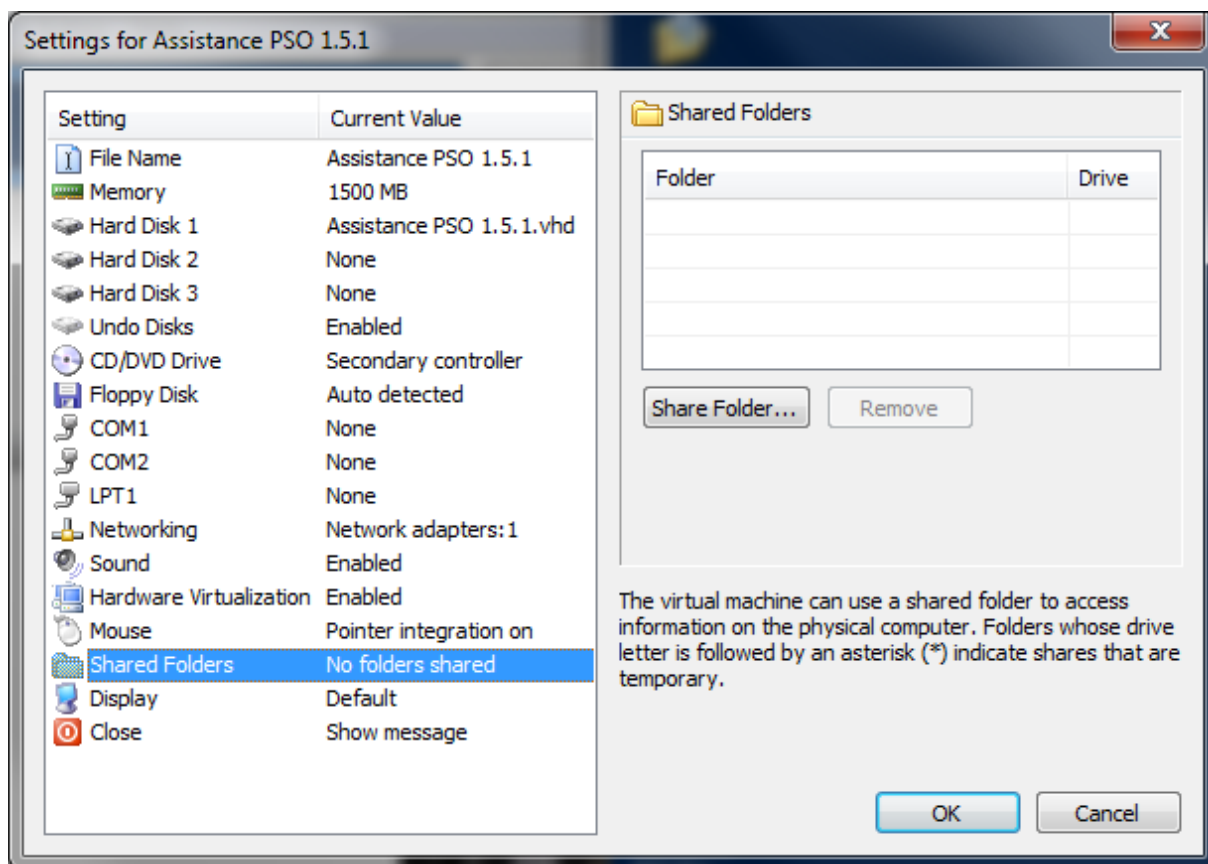 Settings for Assistance PSO 1.5.1
Setting Current Value
File Name Assistance PSO 1.5.1
Memory 1500 MB
Hard Disk 1 Assistance PSO 1.5.1.vhd
Hard Disk 2 None
Hard Disk 3 None
Undo Disks Enabled
CD/DVD Drive Secondary controller
Floppy Disk Auto detected
COM1 None
COM2 None
LPT1 None
Networking Network adapters:1
Sound Enabled
Hardware Virtualization Enabled
Mouse Pointer integration on
Shared Folders No folders shared
Display Default
Close Show message
Shared Folders
Folder Drive
Share Folder... Remove
The virtual machine can use a shared folder to access
information on the physical computer. Folders whose drive
letter is followed by an asterisk (*) indicate shares that are
temporary.
OK Cancel